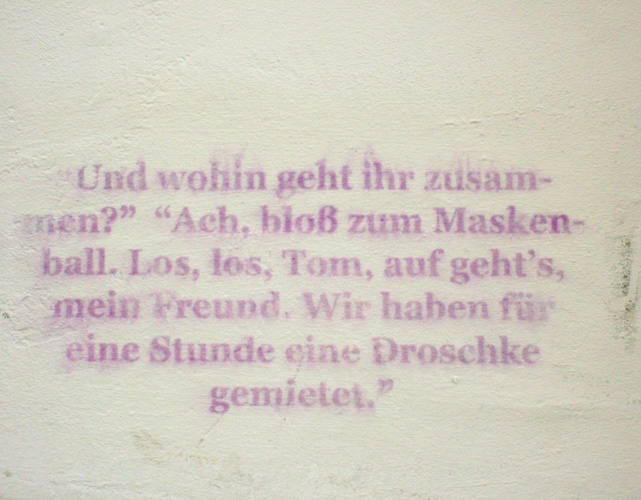 “Und wohin geht ihr zusam-
men?” “Ach, bloß zum Masken-
ball. Los, los, Tom, auf geht’s,
mein Freund. Wir haben für
eine Stunde eine Droschke
gemietet.”